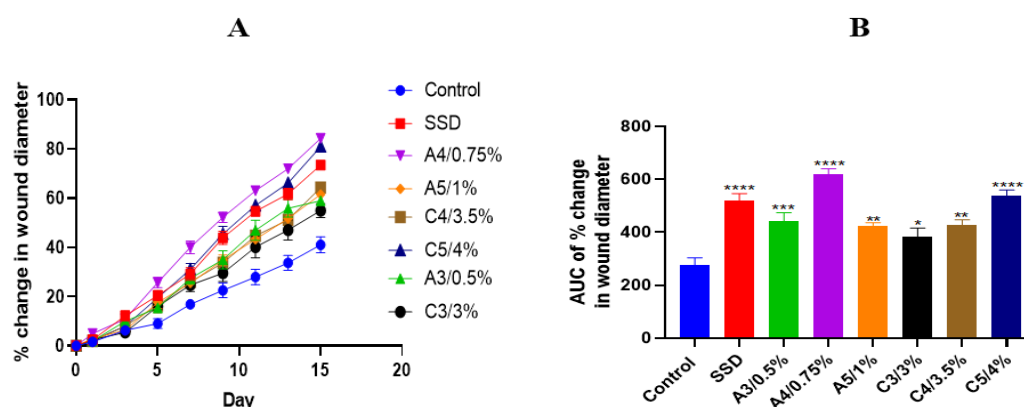 A
B
% change in wound diameter
100
80
60
40
20
0
0
5
10
15
20
Day
Control
SSD
A4/0.75%
A5/1%
C4/3.5%
C5/4%
A3/0.5%
C3/3%
AUC of % change
in wound diameter
800
600
400
200
0
****
***
****
**
*
**
****
Control
SSD
A3/0.5%
A4/0.75%
A5/1%
C3/3%
C4/3.5%
C5/4%